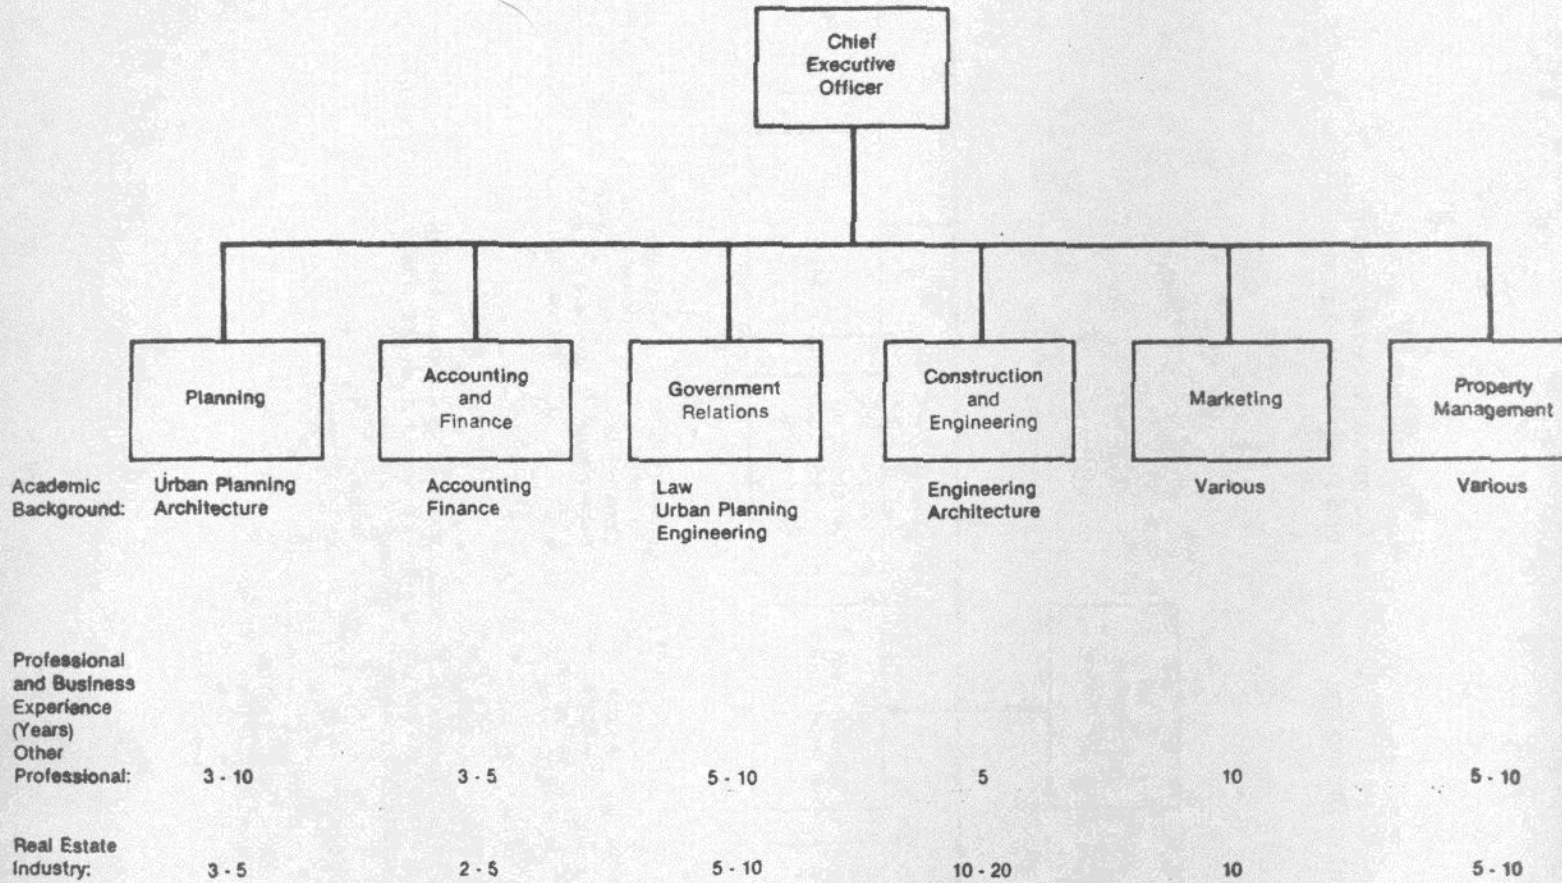 Chief
Executive
Officer
Planning
Accounting
and
Finance
Government
Relations
Construction
and
Engineering
Marketing
Property
Management
Academic
Background:
Urban Planning
Architecture
Accounting
Finance
Law
Urban Planning
Engineering
Engineering
Architecture
Various
Various
Professional
and Business
Experience
(Years)
Other
Professional: 3 - 10 3 - 5 5 - 10 5 10 5 - 10
Real Estate
Industry: 3 - 5 2 - 5 5 - 10 10 - 20 10 5 - 10